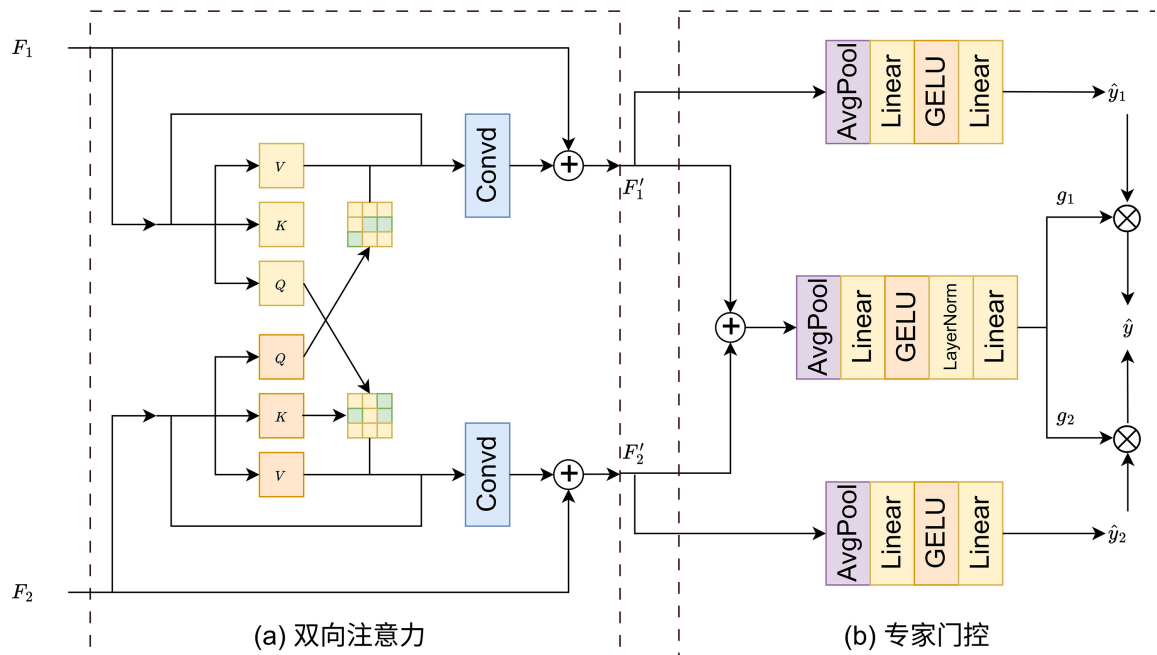 F₁
V
K
Q
Q
K
V
Convd
Convd
F₂
F₁′
F₂′
(a) 双向注意力
AvgPool
Linear
GELU
Linear
ŷ₁
AvgPool
Linear
GELU
LayerNorm
Linear
g₁
g₂
ŷ
AvgPool
Linear
GELU
Linear
ŷ₂
(b) 专家门控